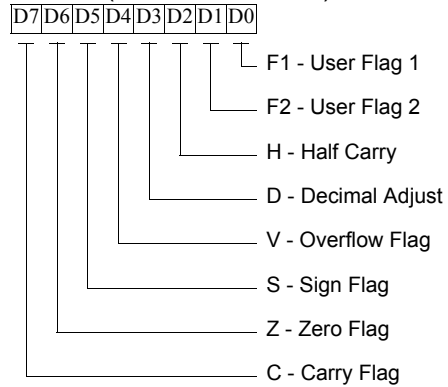 D7 D6 D5 D4 D3 D2 D1 D0
F1 - User Flag 1
F2 - User Flag 2
H - Half Carry
D - Decimal Adjust
V - Overflow Flag
S - Sign Flag
Z - Zero Flag
C - Carry Flag